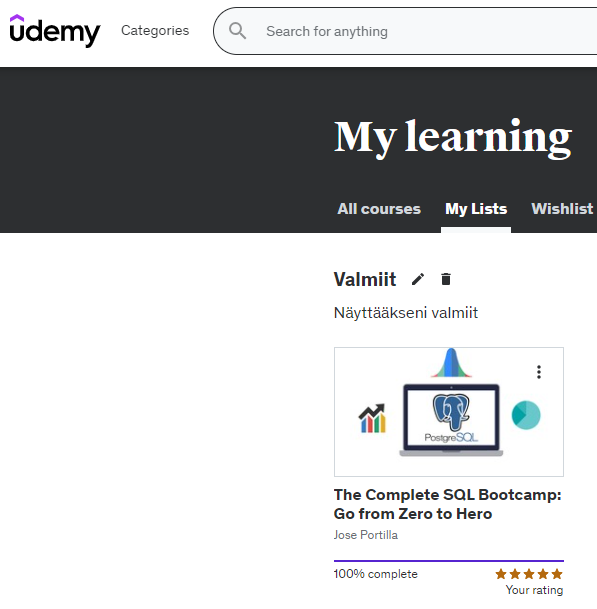 udemy
Categories
Search for anything
My learning
All courses
My Lists
Wishlist
Valmiit
Näyttääkseni valmiit
PostgreSQL
The Complete SQL Bootcamp:
Go from Zero to Hero
Jose Portilla
100% complete
Your rating